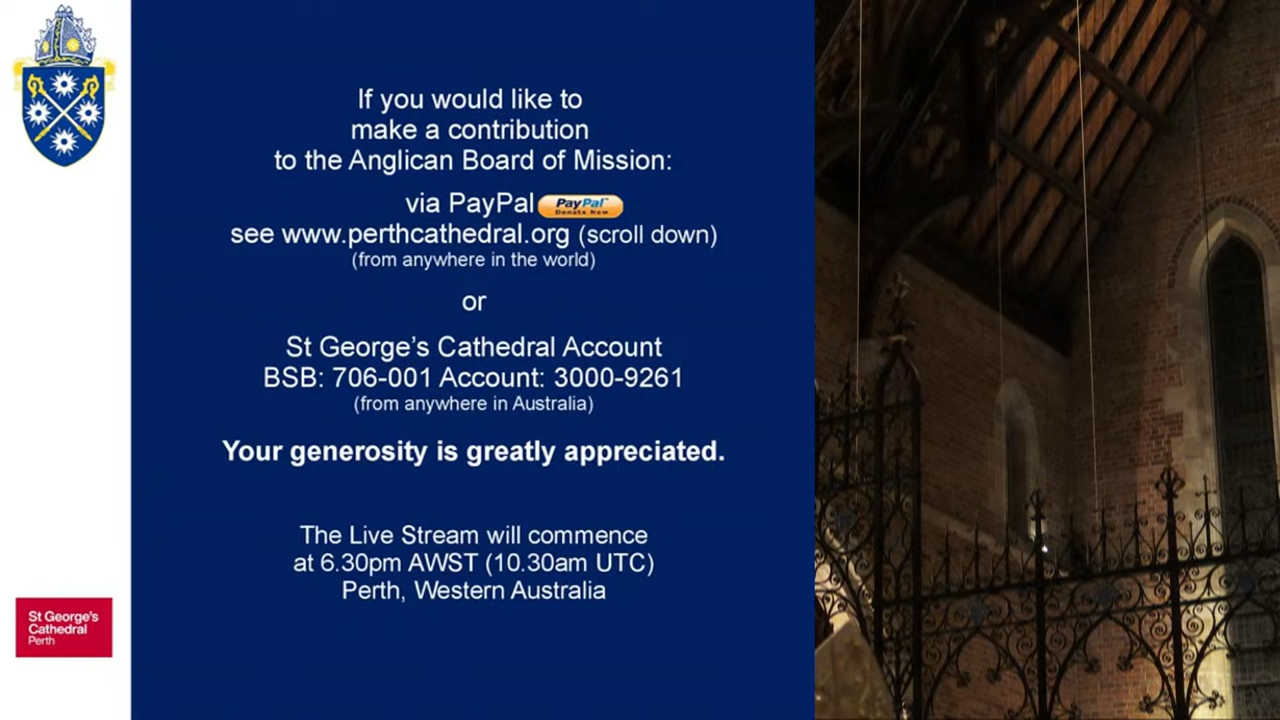 If you would like to
make a contribution
to the Anglican Board of Mission:
via PayPal PayPal™
Donate Now
see www.perthcathedral.org (scroll down)
(from anywhere in the world)
or
St George’s Cathedral Account
BSB: 706-001 Account: 3000-9261
(from anywhere in Australia)
Your generosity is greatly appreciated.
The Live Stream will commence
at 6.30pm AWST (10.30am UTC)
Perth, Western Australia
St George's
Cathedral
Perth